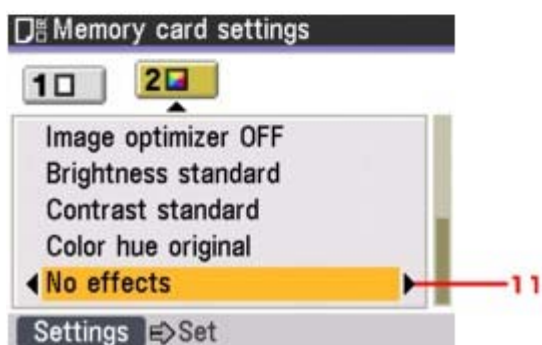 Memory card settings
1 2
Image optimizer OFF
Brightness standard
Contrast standard
Color hue original
No effects 11
Settings Set